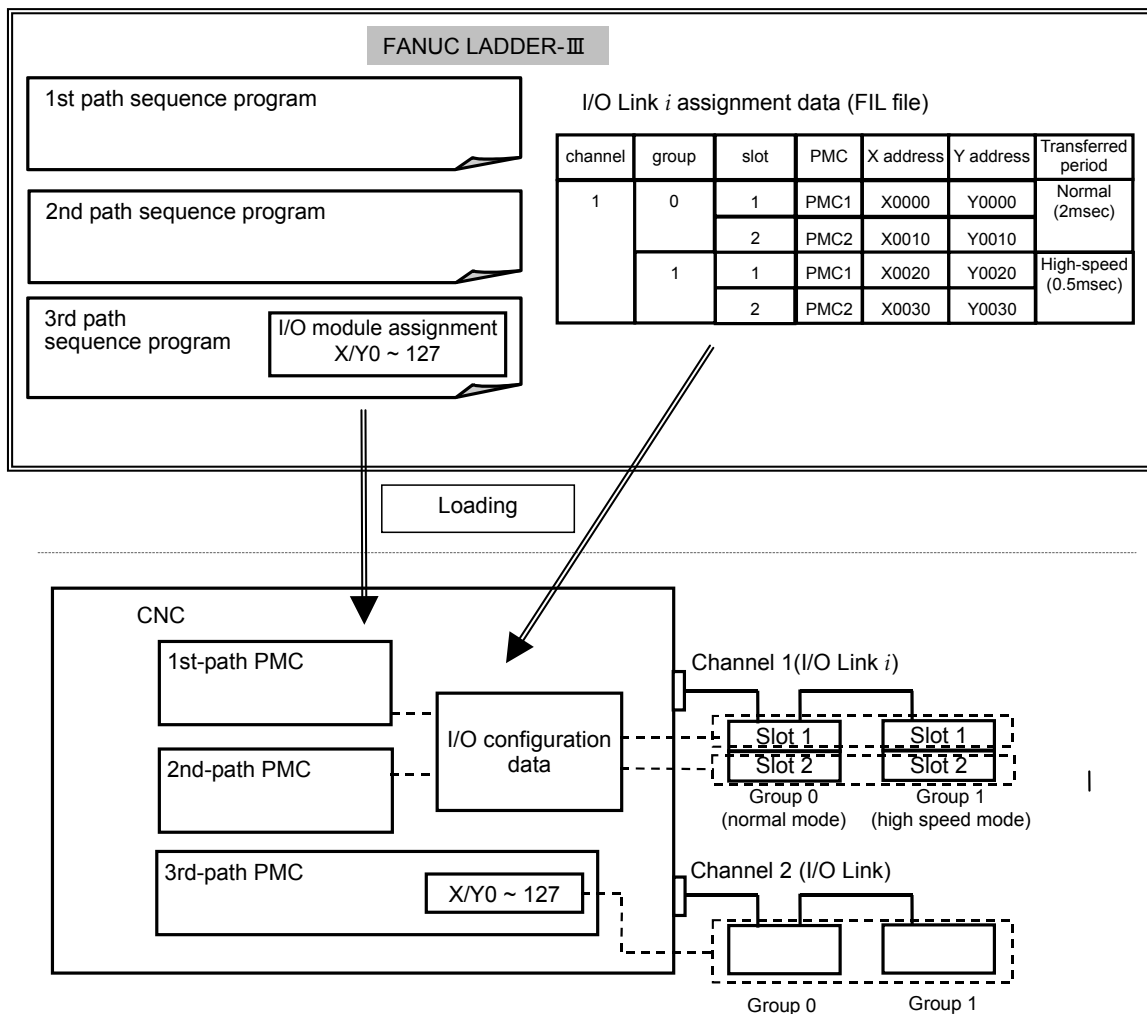 FANUC LADDER-Ⅲ
1st path sequence program
2nd path sequence program
3rd path
sequence program
I/O module assignment
X/Y0 ~ 127
I/O Link i assignment data (FIL file)
channel group slot PMC X address Y address Transferred period
1 0 1 PMC1 X0000 Y0000 Normal (2msec)
2 PMC2 X0010 Y0010
1 1 PMC1 X0020 Y0020 High-speed (0.5msec)
2 PMC2 X0030 Y0030
Loading
CNC
1st-path PMC
2nd-path PMC
I/O configuration
data
3rd-path PMC
X/Y0 ~ 127
Channel 1(I/O Link i)
Slot 1 Slot 1
Slot 2 Slot 2
Group 0 Group 1
(normal mode) (high speed mode)
Channel 2 (I/O Link)
Group 0 Group 1